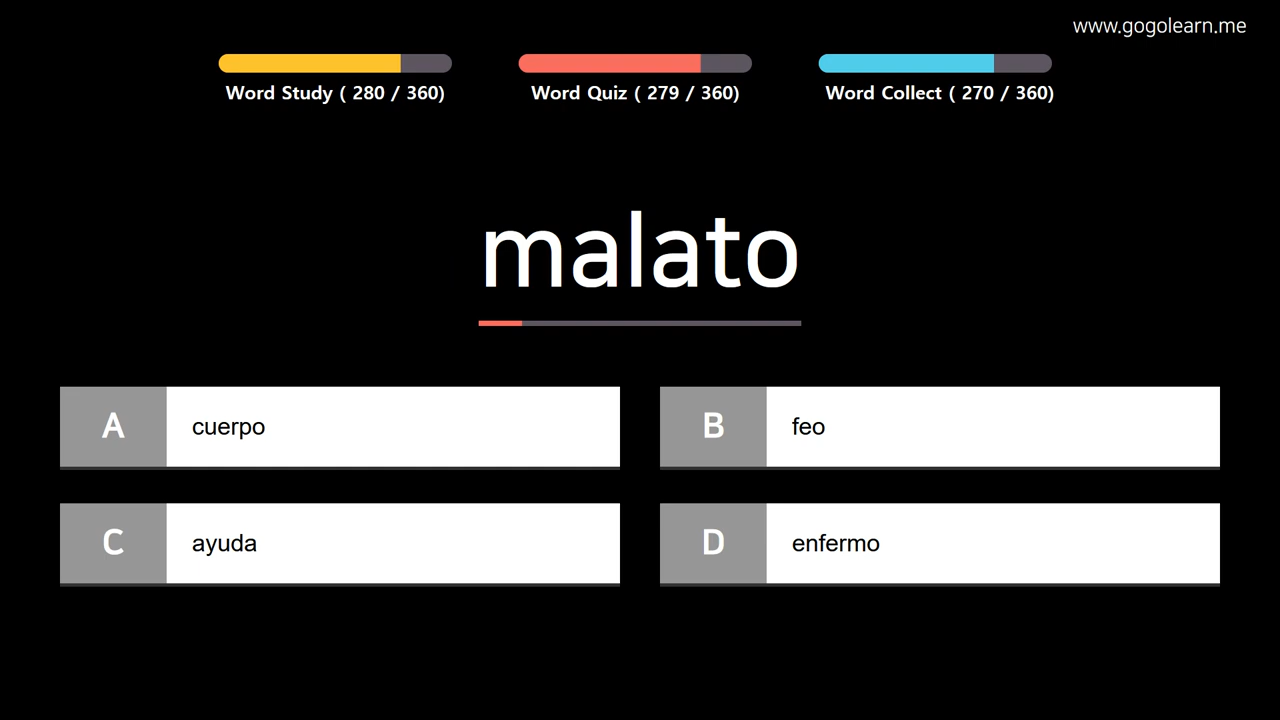 www.gogolearn.me
Word Study ( 280 / 360)
Word Quiz ( 279 / 360)
Word Collect ( 270 / 360)
malato
A cuerpo
B feo
C ayuda
D enfermo